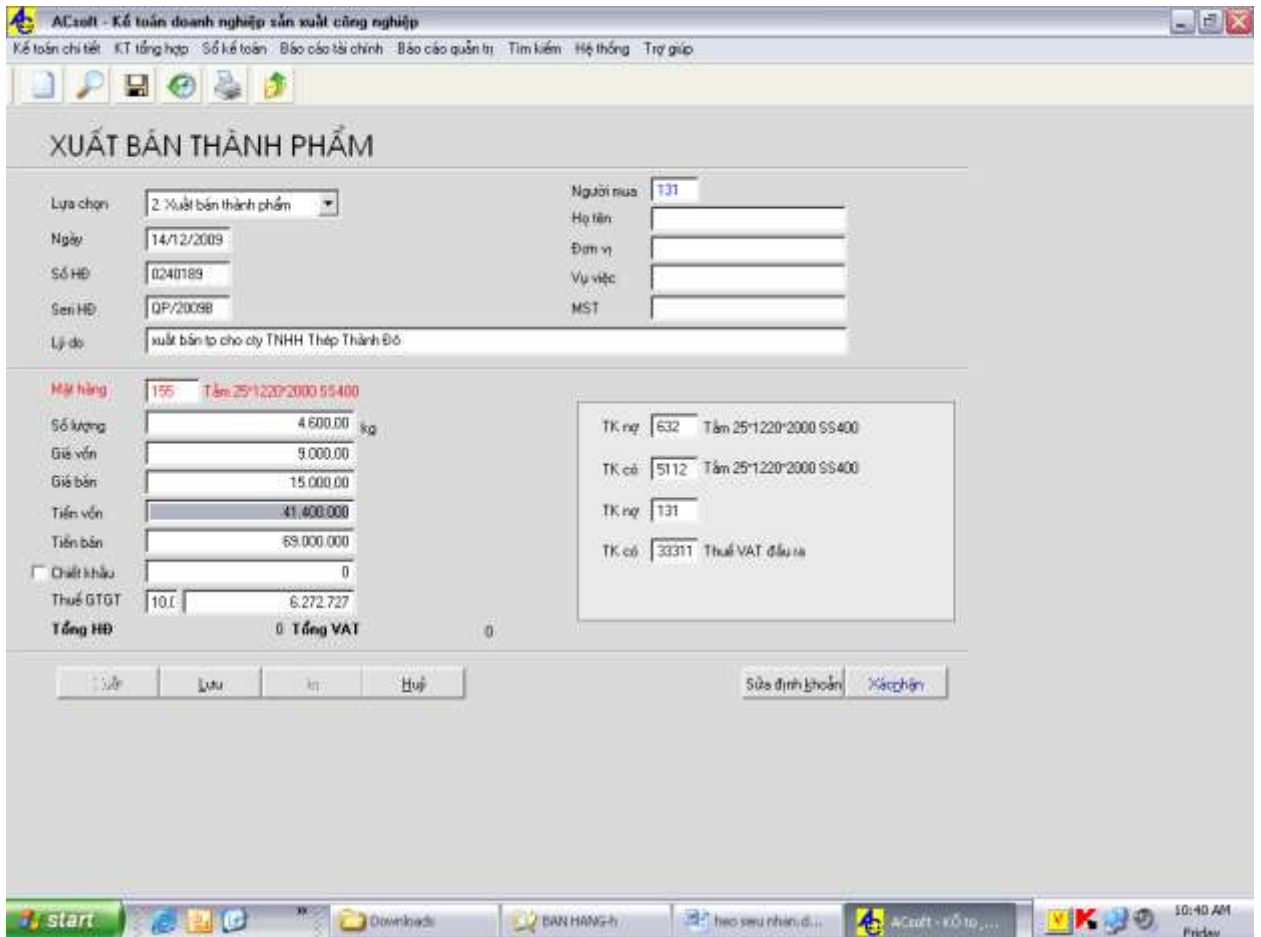 ACsoft - Kế toán doanh nghiệp sản xuất công nghiệp
Kế toán chi tiết KT tổng hợp Sổ kế toán Báo cáo tài chính Báo cáo quản trị Tìm kiếm Hệ thống Trợ giúp
XUẤT BÁN THÀNH PHẨM
Lựa chọn 2. Xuất bán thành phẩm
Người mua 131
Họ tên
Ngày 14/12/2009
Đơn vị
Số HĐ 0240189
Vụ việc
Seri HĐ QP/2009B
MST
Lý do xuất bán tp cho cty TNHH Thép Thành Đô
Mặt hàng 155 Tấm 25*1220*2000 SS400
Số lượng 4.600.00 kg
TK nợ 632 Tấm 25*1220*2000 SS400
Giá vốn 9.000.00
TK có 5112 Tấm 25*1220*2000 SS400
Giá bán 15.000.00
Tiền vốn 41.400.000
TK nợ 131
Tiền bán 69.000.000
TK có 33311 Thuế VAT đầu ra
Chiết khấu 0
Thuế GTGT 10.0 6.272.727
Tổng HĐ 0 Tổng VAT 0
Lưu In Huỷ Sửa định khoản Xác nhận
start Downloads BAN HANG-h ACsoft - Kõ to_...
10:40 AM
Friday